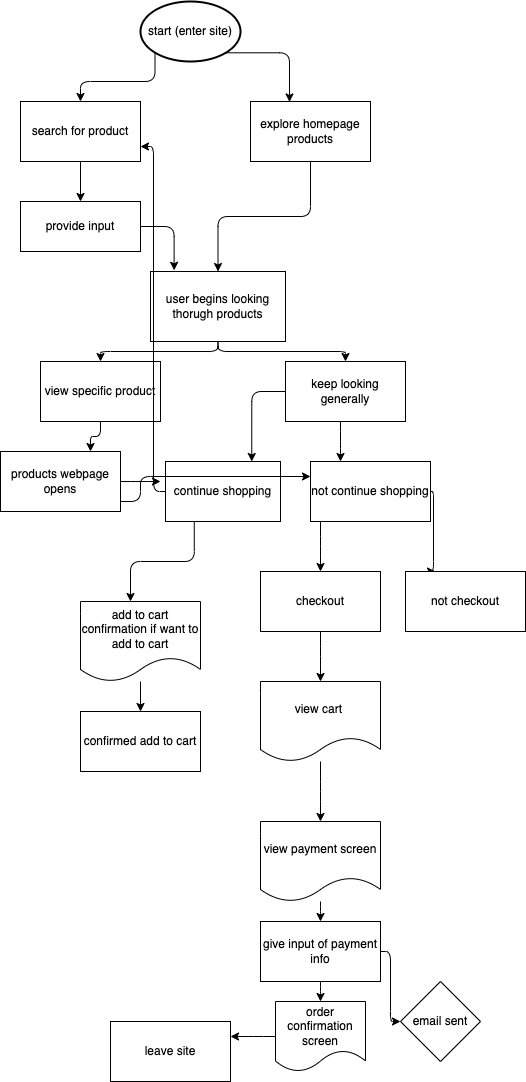 start (enter site)
search for product
explore homepage
products
provide input
user begins looking
thorugh products
view specific product
keep looking
generally
products webpage
opens
continue shopping
not continue shopping
add to cart
confirmation if want to
add to cart
checkout
not checkout
view cart
confirmed add to cart
view payment screen
give input of payment
info
order
confirmation
screen
email sent
leave site